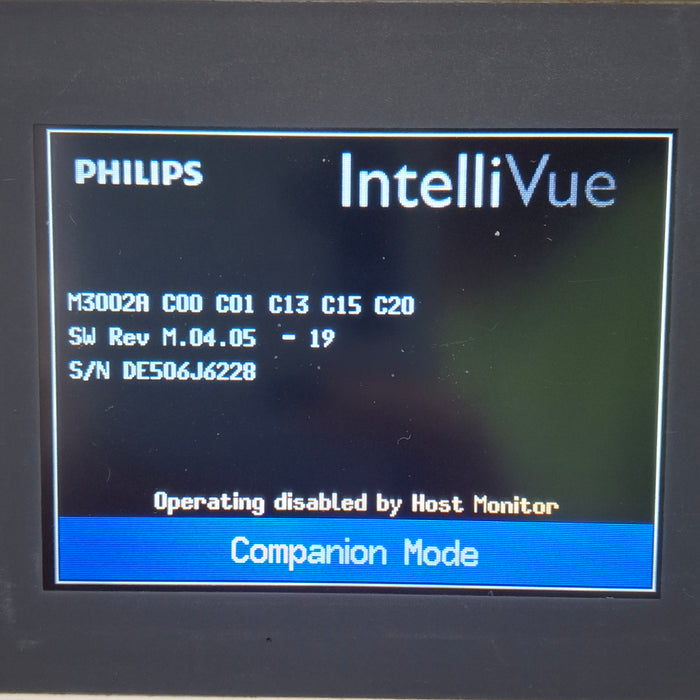 PHILIPS
IntelliVue
M3002A C00 C01 C13 C15 C20
SW Rev M.04.05 - 19
S/N DE506J6228
Operating disabled by Host Monitor
Companion Mode